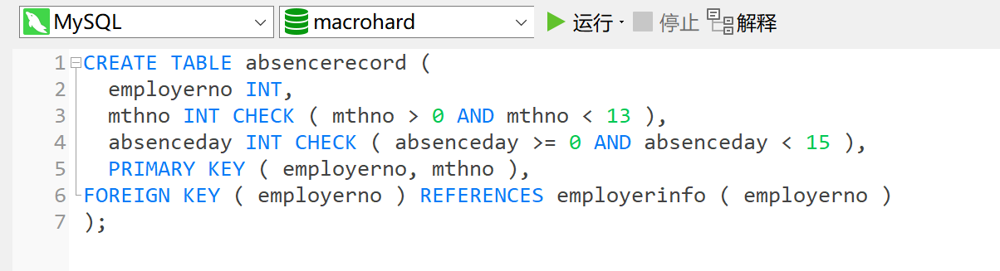 MySQL macrohard 运行 停止 解释
1 CREATE TABLE absencerecord (
2 employerno INT,
3 mthno INT CHECK ( mthno > 0 AND mthno < 13 ),
4 absenceday INT CHECK ( absenceday >= 0 AND absenceday < 15 ),
5 PRIMARY KEY ( employerno, mthno ),
6 FOREIGN KEY ( employerno ) REFERENCES employerinfo ( employerno )
7 );